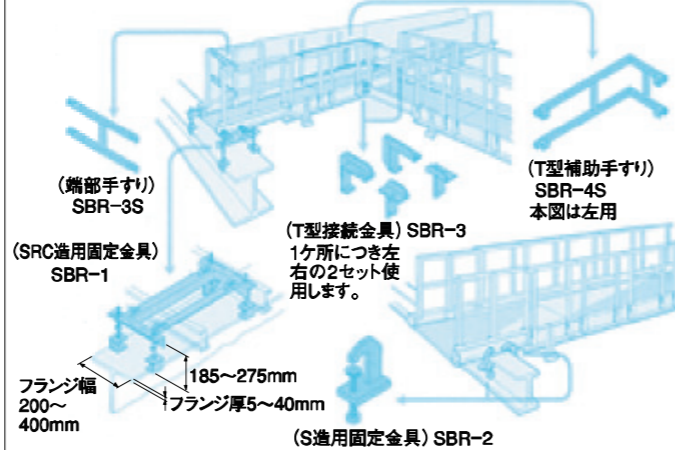 (端部手すり)
SBR-3S
(T型補助手すり)
SBR-4S
本図は左用
(T型接続金具) SBR-3
1ケ所につき左
右の2セット使
用します。
(SRC造用固定金具)
SBR-1
185～275mm
フランジ厚5～40mm
フランジ幅
200～
400mm
(S造用固定金具) SBR-2